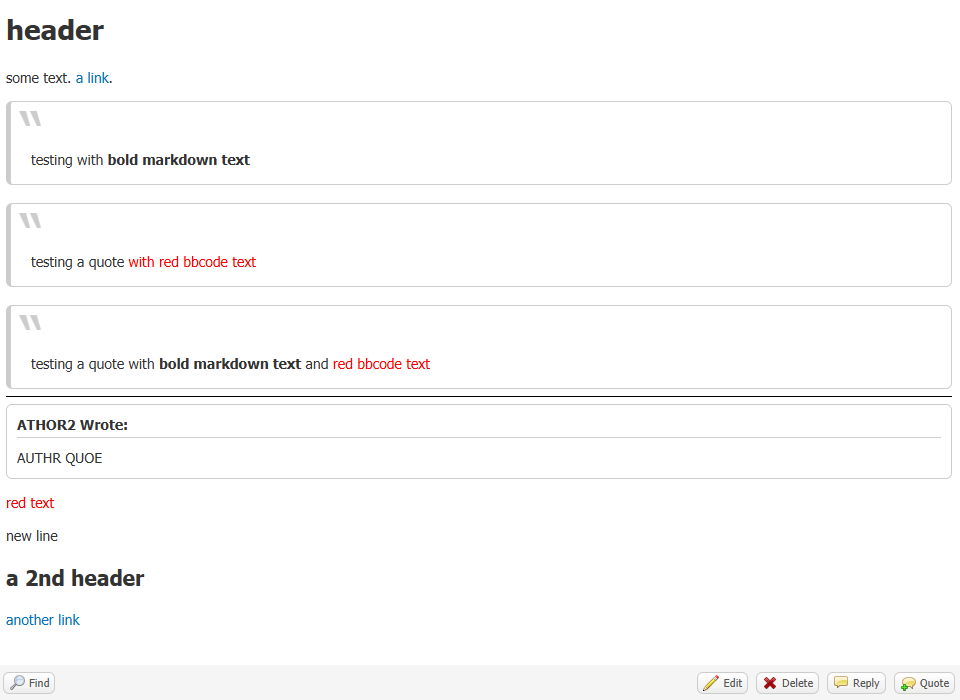 header
some text. a link.
testing with bold markdown text
testing a quote with red bbcode text
testing a quote with bold markdown text and red bbcode text
ATHOR2 Wrote:
AUTHR QUOE
red text
new line
a 2nd header
another link
Find Edit Delete Reply Quote